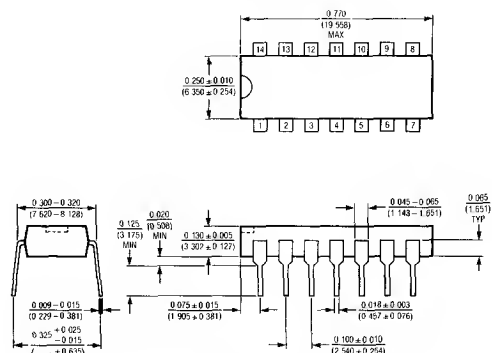 0.770
(19 558)
MAX
14 13 12 11 10 9 8
0.250 ± 0.010
(6 350 ± 0 254)
1 2 3 4 5 6 7
0.300 – 0.320
(7 620 – 8 128)
0.125
(3 175)
MIN
0.020
(0 508)
MIN
0.130 ± 0.005
(3 302 ± 0 127)
0.045 – 0.065
(1 143 – 1.651)
0.065
(1.651)
TYP
0.009 – 0.015
(0 229 – 0.381)
0.325 + 0.025
– 0.015
± 0.635)
0.075 ± 0.015
(1 905 ± 0.381)
0.018 ± 0.003
(0 457 ± 0 076)
0.100 ± 0.010
(2 540 ± 0 254)